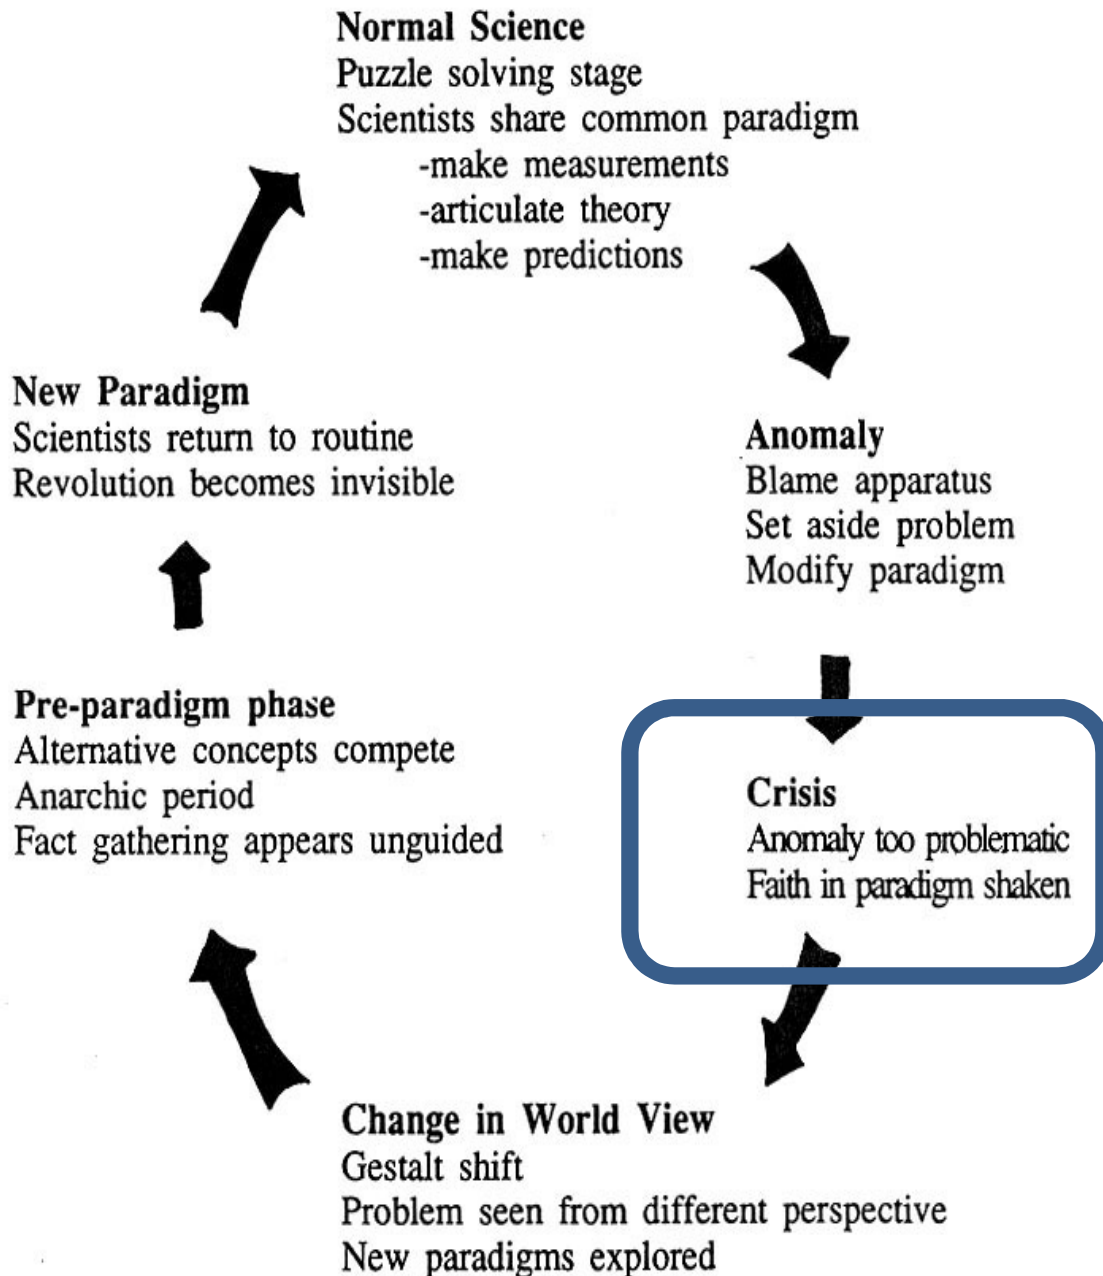 Normal Science
Puzzle solving stage
Scientists share common paradigm
-make measurements
-articulate theory
-make predictions
Anomaly
Blame apparatus
Set aside problem
Modify paradigm
Crisis
Anomaly too problematic
Faith in paradigm shaken
Change in World View
Gestalt shift
Problem seen from different perspective
New paradigms explored
Pre-paradigm phase
Alternative concepts compete
Anarchic period
Fact gathering appears unguided
New Paradigm
Scientists return to routine
Revolution becomes invisible